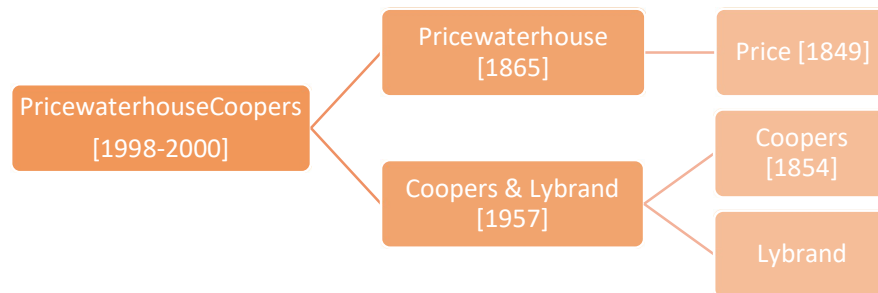 PricewaterhouseCoopers
[1998-2000]
Pricewaterhouse
[1865]
Price [1849]
Coopers & Lybrand
[1957]
Coopers
[1854]
Lybrand